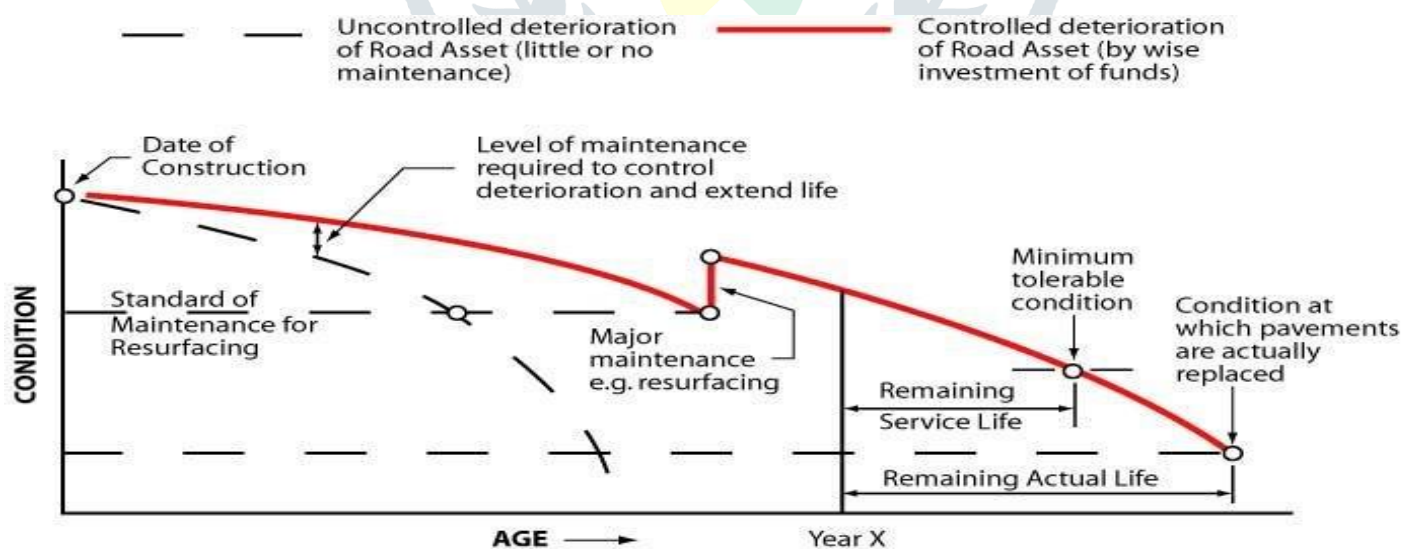 Uncontrolled deterioration
of Road Asset (little or no
maintenance)
Controlled deterioration
of Road Asset (by wise
investment of funds)
Date of
Construction
Level of maintenance
required to control
deterioration and extend life
Standard of
Maintenance for
Resurfacing
Major
maintenance
e.g. resurfacing
Minimum
tolerable
condition
Condition at
which pavements
are actually
replaced
Remaining
Service Life
Remaining Actual Life
CONDITION
AGE
Year X